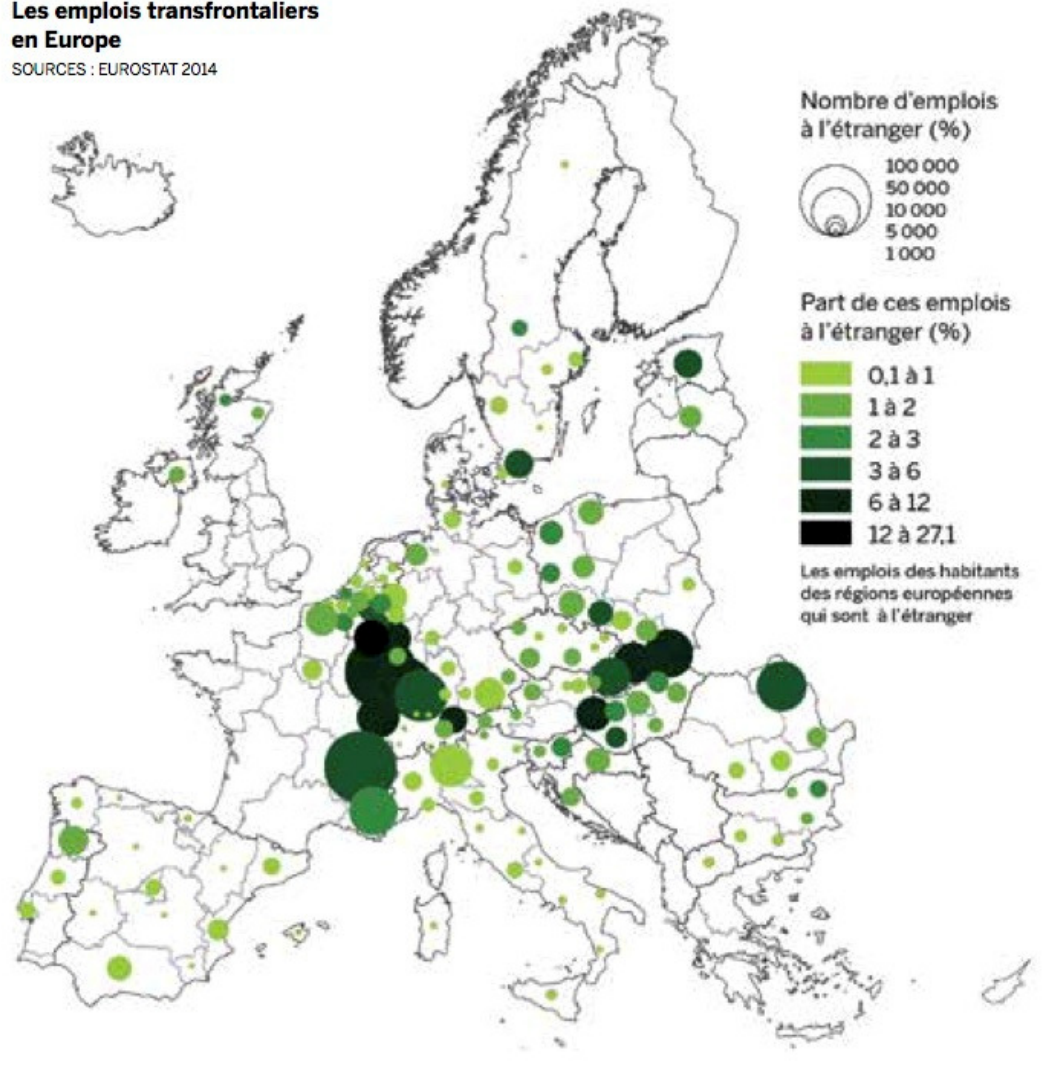 Les emplois transfrontaliers
en Europe
SOURCES : EUROSTAT 2014
Nombre d'emplois
à l'étranger (%)
100 000
50 000
10 000
5 000
1 000
Part de ces emplois
à l'étranger (%)
0,1 à 1
1 à 2
2 à 3
3 à 6
6 à 12
12 à 27,1
Les emplois des habitants
des régions européennes
qui sont à l'étranger